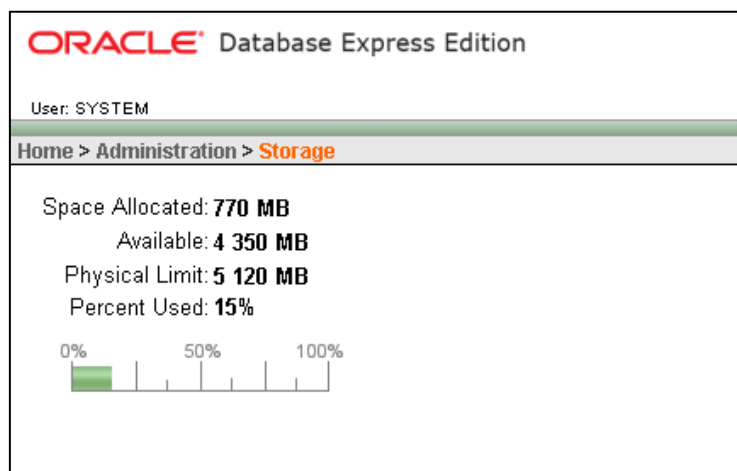 ORACLE Database Express Edition
User: SYSTEM
Home > Administration > Storage
Space Allocated: 770 MB
Available: 4 350 MB
Physical Limit: 5 120 MB
Percent Used: 15%
0% 50% 100%